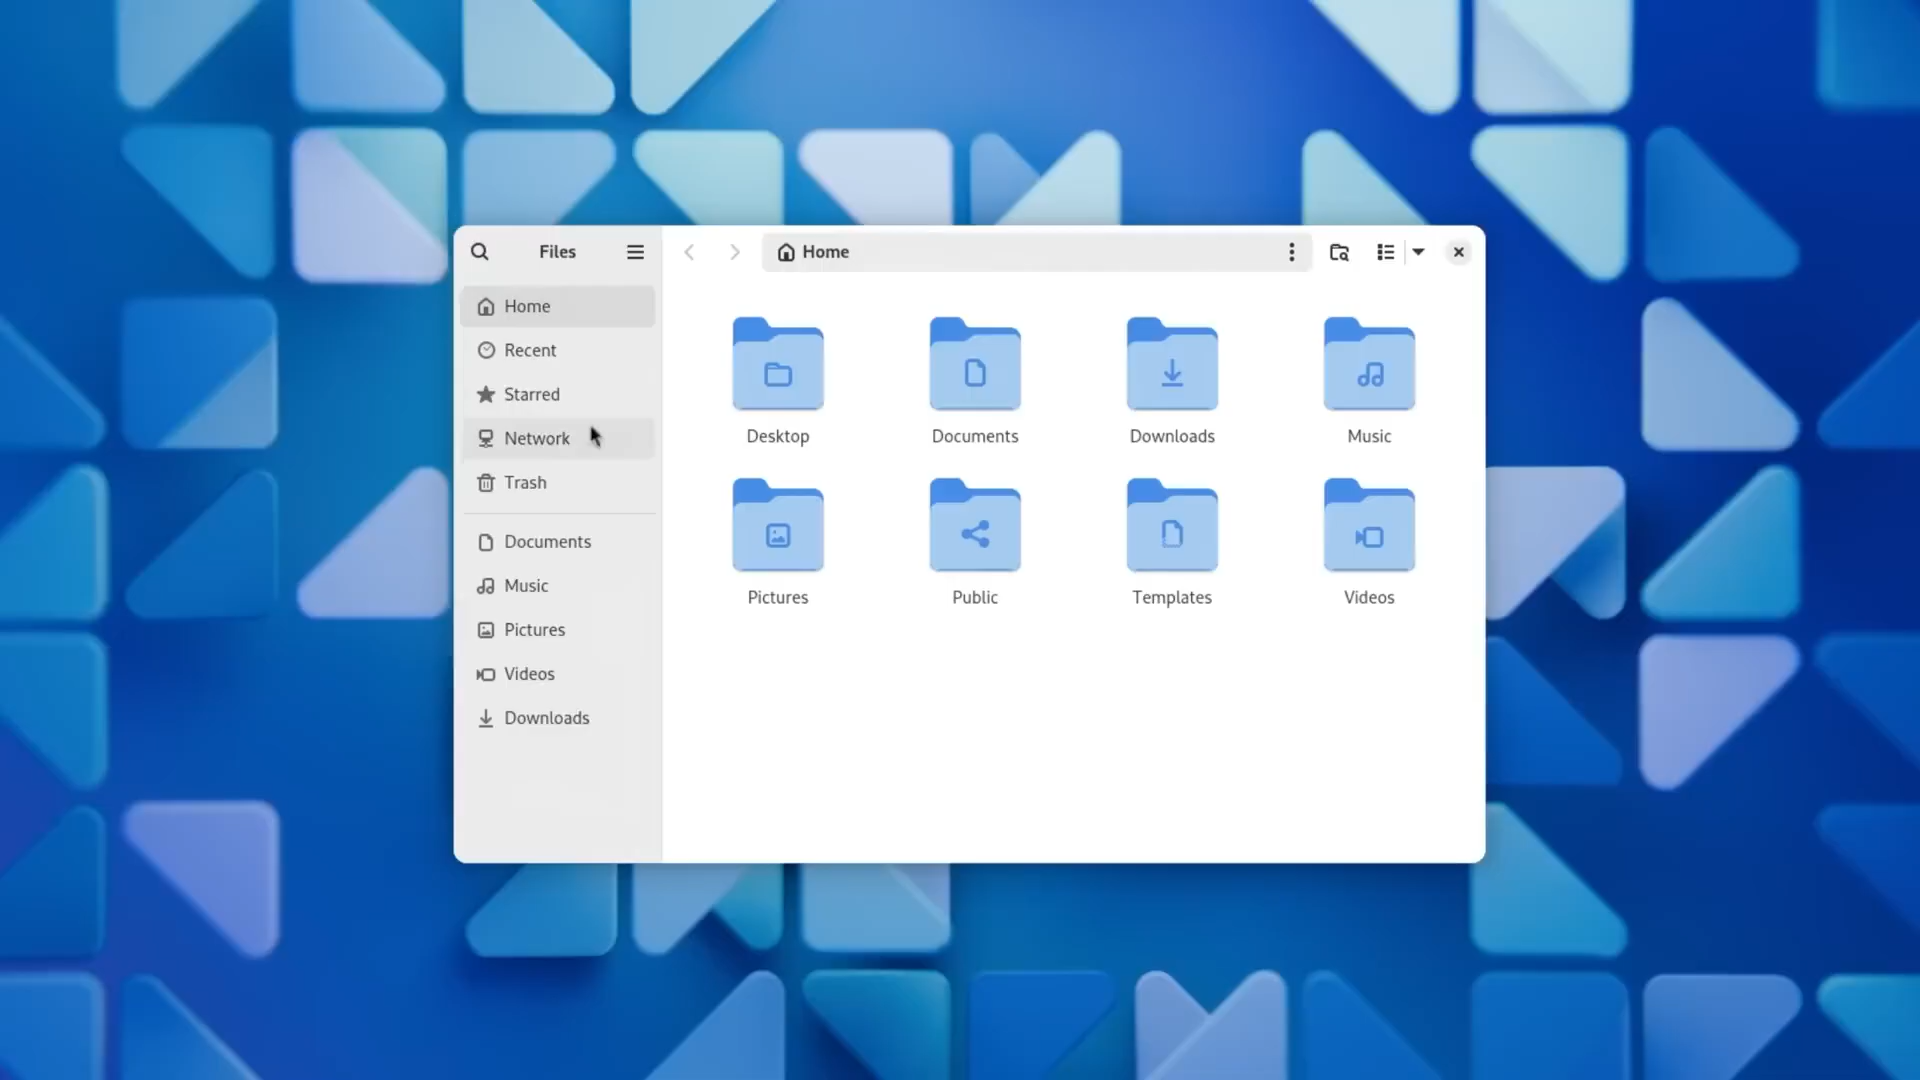 Files
Home
Home
Recent
Starred
Network
Trash
Documents
Music
Pictures
Videos
Downloads
Desktop
Documents
Downloads
Music
Pictures
Public
Templates
Videos